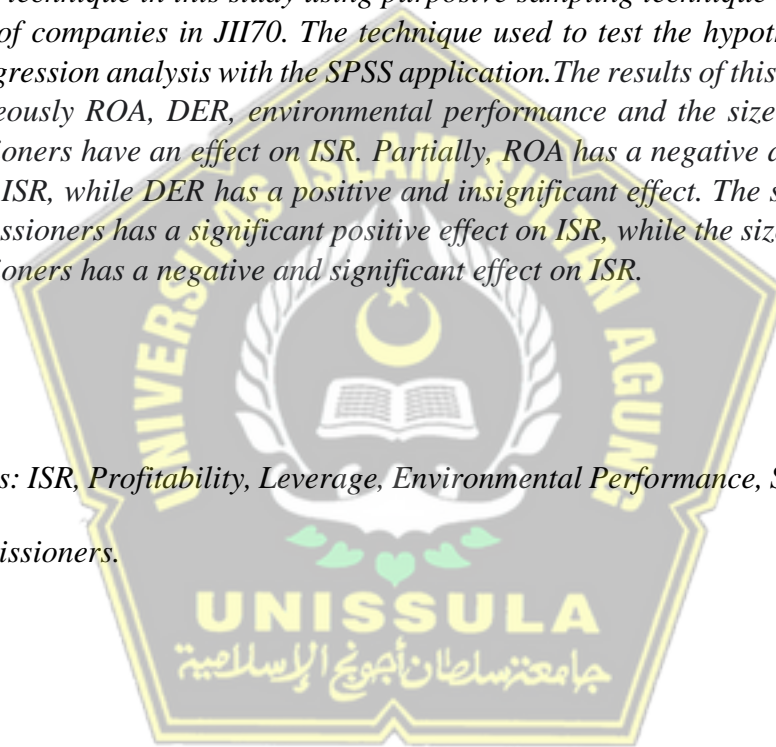 technique in this study using purposive sampling technique
of companies in JII70. The technique used to test the hypoth
gression analysis with the SPSS application.The results of this
eously ROA, DER, environmental performance and the size
ioners have an effect on ISR. Partially, ROA has a negative a
ISR, while DER has a positive and insignificant effect. The s
issioners has a significant positive effect on ISR, while the size
ioners has a negative and significant effect on ISR.
UNIVERSITAS ISLAM SULTAN AGUNG
s: ISR, Profitability, Leverage, Environmental Performance, S
issioners.
UNISSULA
جامعة سلطان أجونج الإسلامية